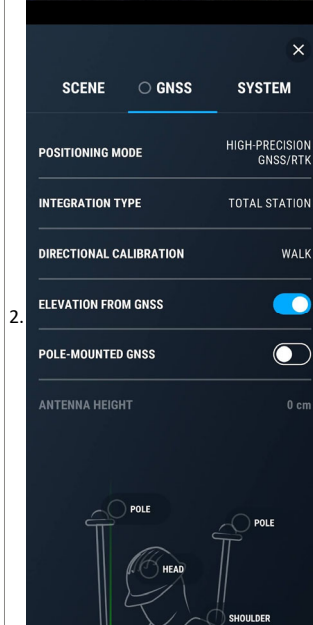 SCENE
GNSS
SYSTEM
POSITIONING MODE
HIGH-PRECISION
GNSS/RTK
INTEGRATION TYPE
TOTAL STATION
DIRECTIONAL CALIBRATION
WALK
2.
ELEVATION FROM GNSS
POLE-MOUNTED GNSS
ANTENNA HEIGHT
0 cm
POLE
POLE
HEAD
SHOULDER